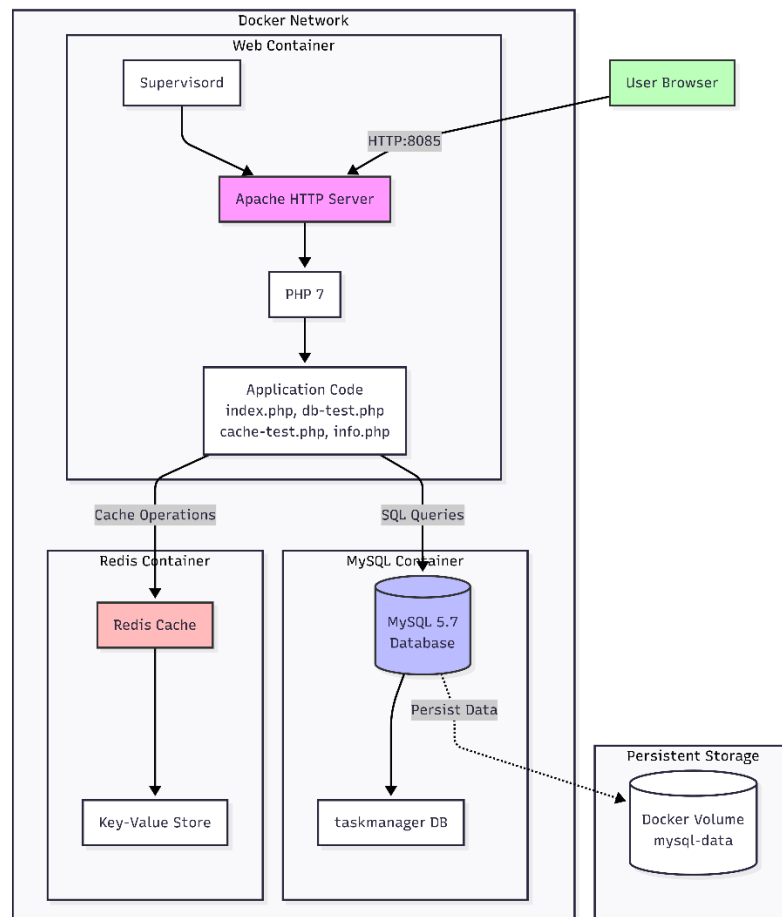 Docker Network
Web Container
Supervisord
User Browser
HTTP:8085
Apache HTTP Server
PHP 7
Application Code
index.php, db-test.php
cache-test.php, info.php
Cache Operations
SQL Queries
Redis Container
MySQL Container
Redis Cache
MySQL 5.7
Database
Persist Data
Persistent Storage
Key-Value Store
taskmanager DB
Docker Volume
mysql-data